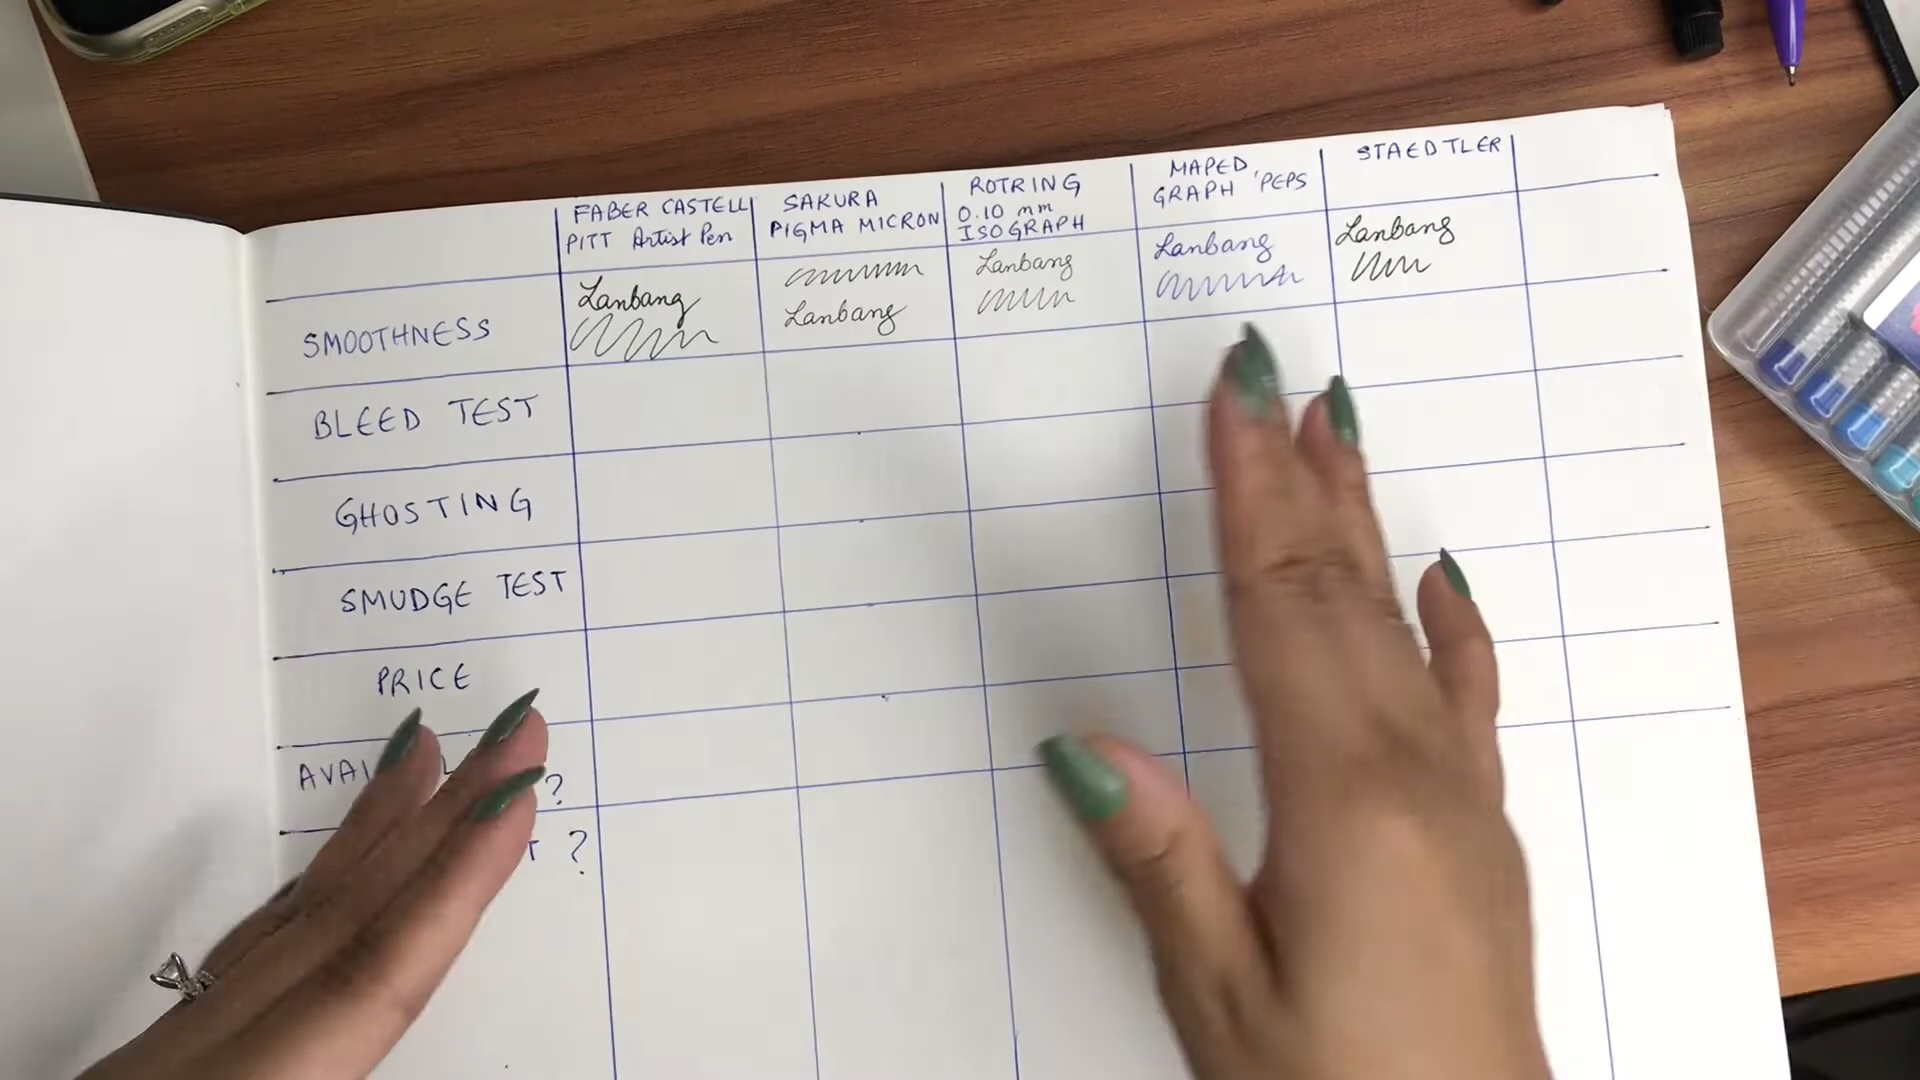 FABER CASTELL
PITT Artist Pen
SAKURA
PIGMA MICRON
ROTRING
0.10 mm
ISOGRAPH
MAPED
GRAPH 'PEPS
STAEDTLER
SMOOTHNESS
Lanbang
Lanbang
Lanbang
Lanbang
Lanbang
BLEED TEST
GHOSTING
SMUDGE TEST
PRICE
?
?